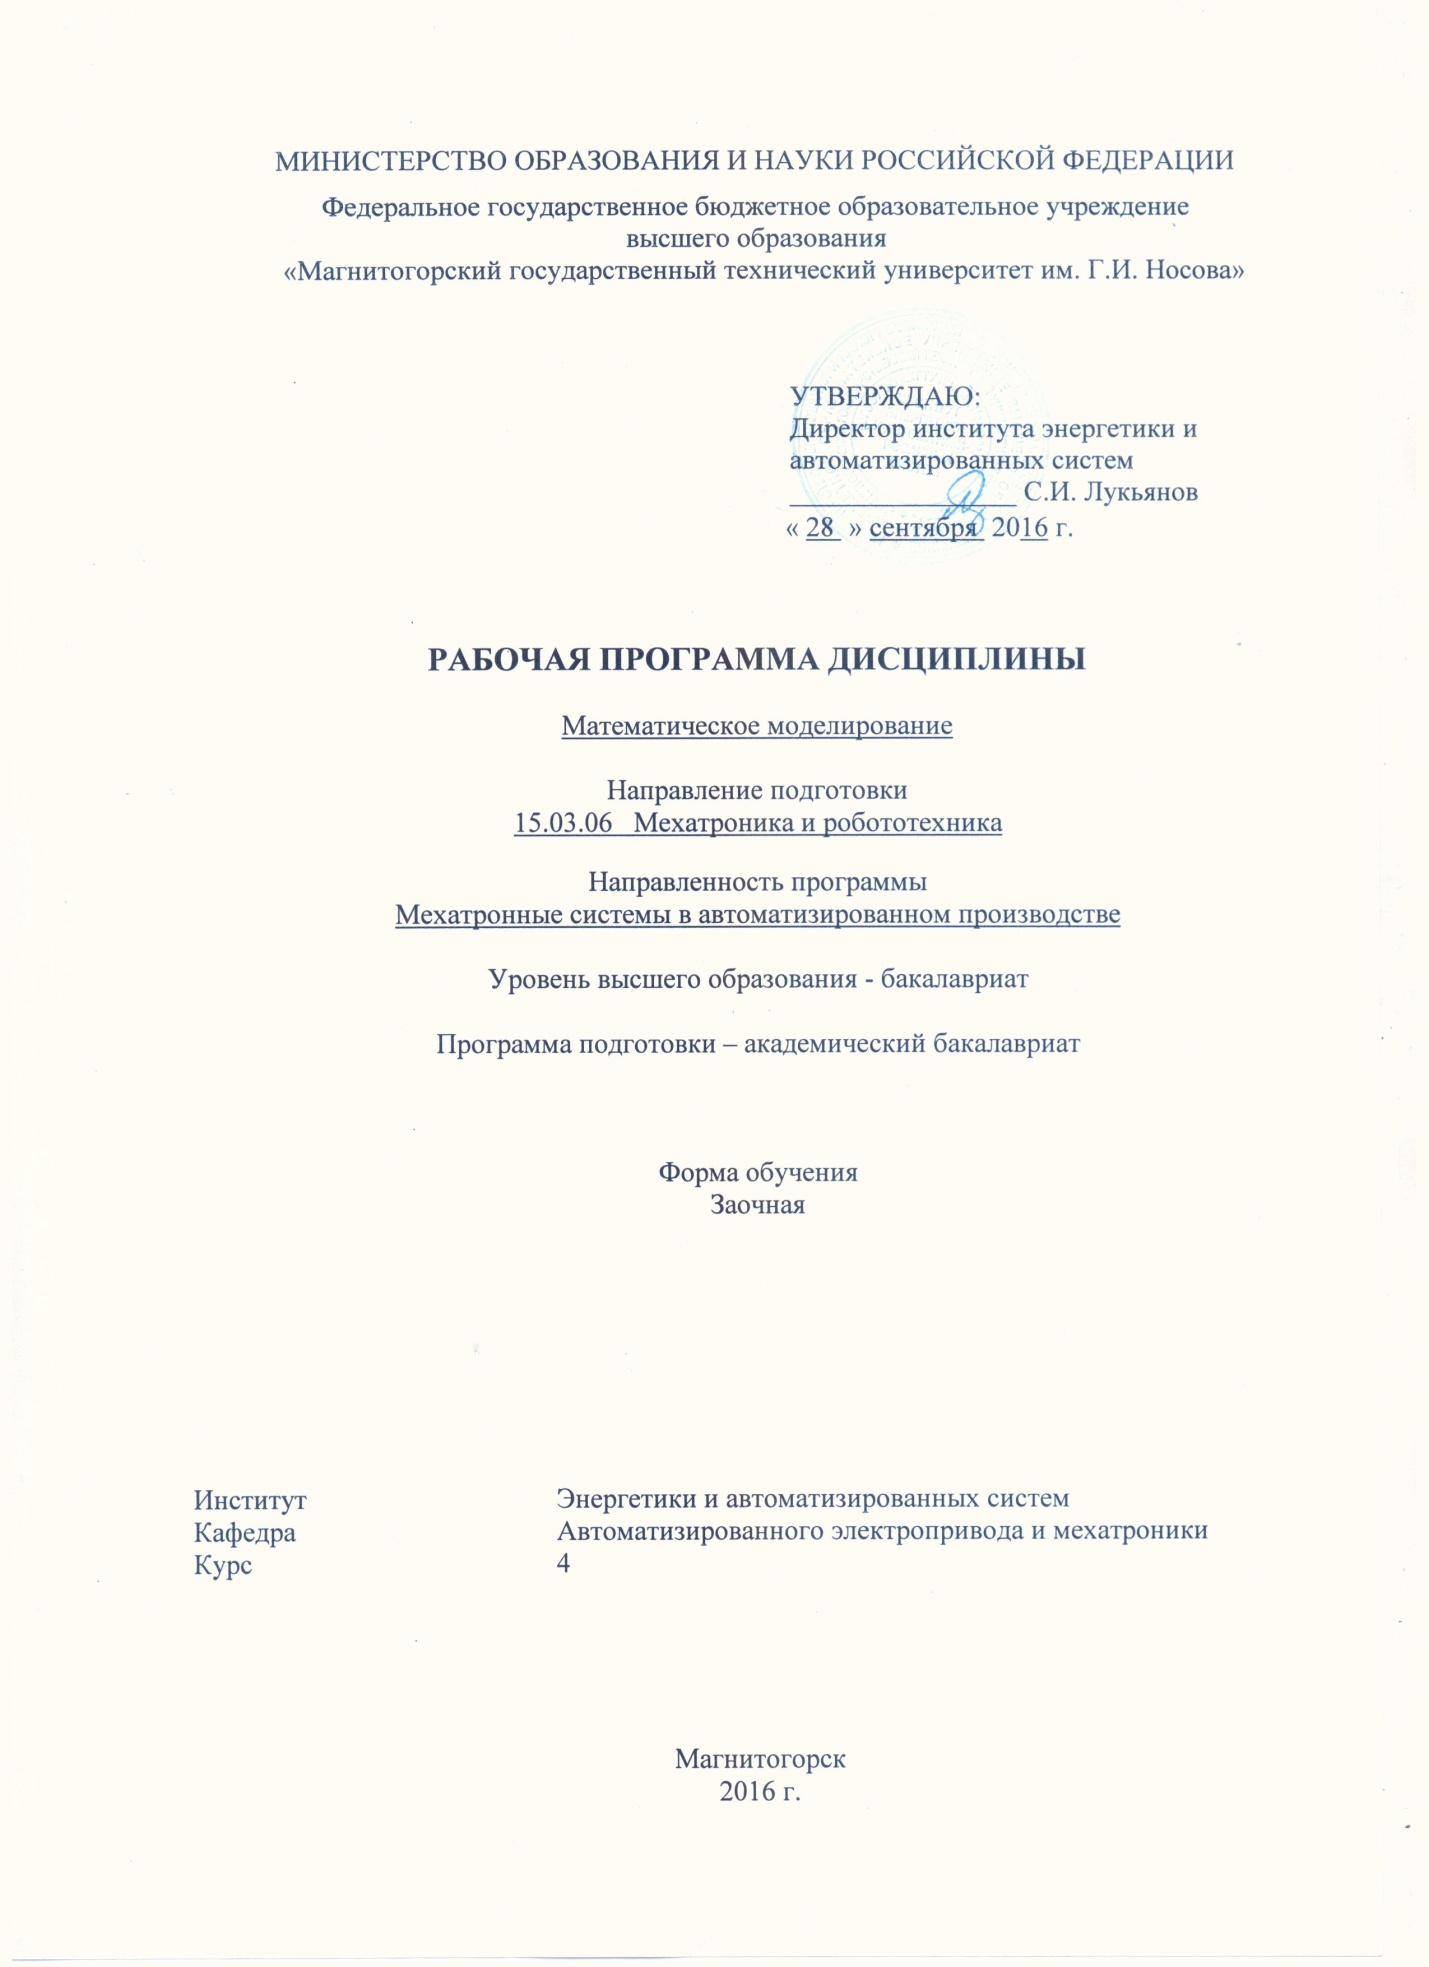 МИНИСТЕРСТВО ОБРАЗОВАНИЯ И НАУКИ РОССИЙСКОЙ ФЕДЕРАЦИИ
Федеральное государственное бюджетное образовательное учреждение
высшего образования
«Магнитогорский государственный технический университет им. Г.И. Носова»
УТВЕРЖДАЮ:
Директор института энергетики и
автоматизированных систем
________________ С.И. Лукьянов
« 28 » сентября 2016 г.
РАБОЧАЯ ПРОГРАММА ДИСЦИПЛИНЫ
Математическое моделирование
Направление подготовки
15.03.06 Мехатроника и робототехника
Направленность программы
Мехатронные системы в автоматизированном производстве
Уровень высшего образования - бакалавриат
Программа подготовки – академический бакалавриат
Форма обучения
Заочная
Институт Энергетики и автоматизированных систем
Кафедра Автоматизированного электропривода и мехатроники
Курс 4
Магнитогорск
2016 г.